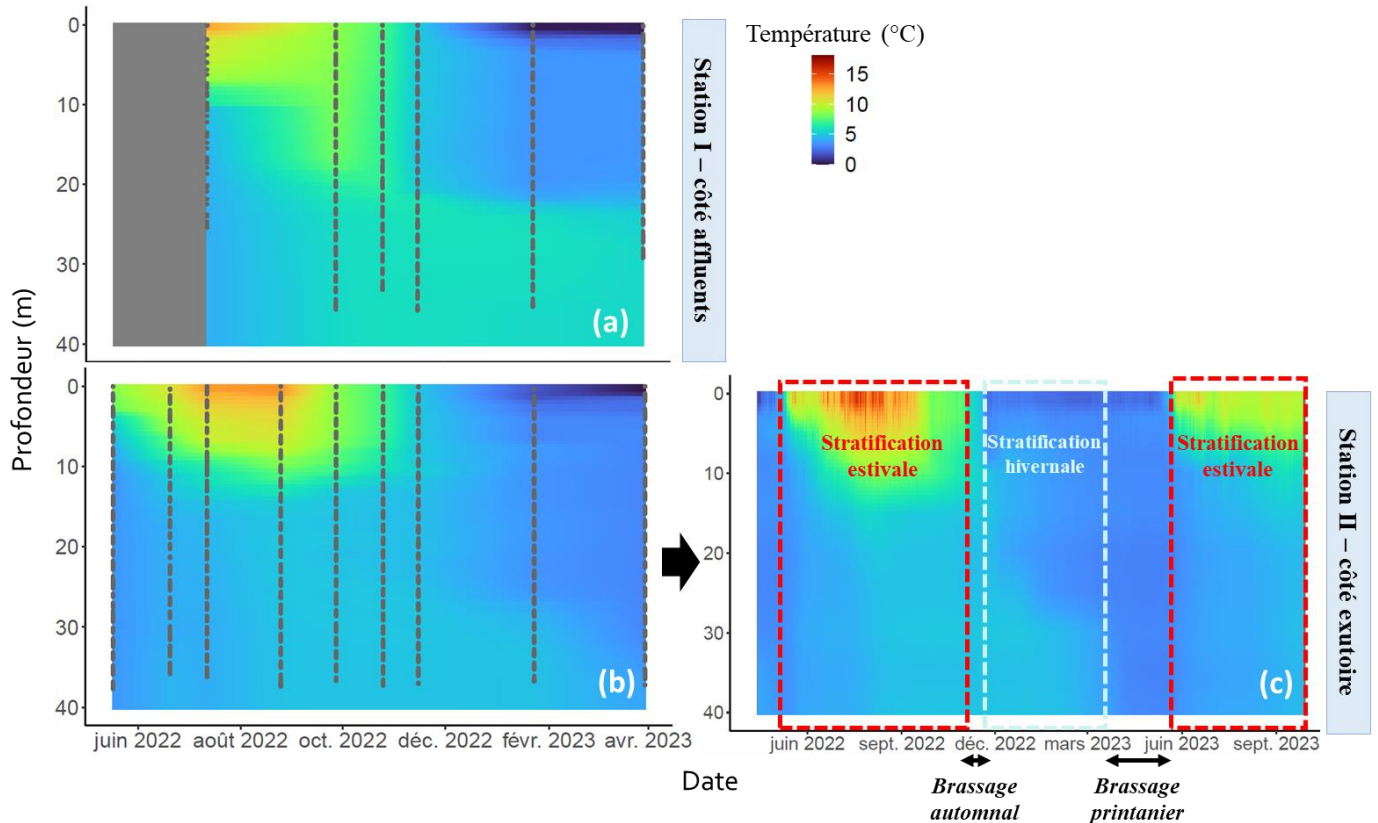 0
10
20
30
40
(a)
Station I – côté affluents
Température (°C)
15
10
5
0
Profondeur (m)
0
10
20
30
40
(b)
juin 2022
août 2022
oct. 2022
déc. 2022
févr. 2023
avr. 2023
0
10
20
30
40
Stratification
estivale
Stratification
hivernale
Stratification
estivale
(c)
Station II – côté exutoire
juin 2022
sept. 2022
déc. 2022
mars 2023
juin 2023
sept. 2023
Date
Brassage
automnal
Brassage
printanier